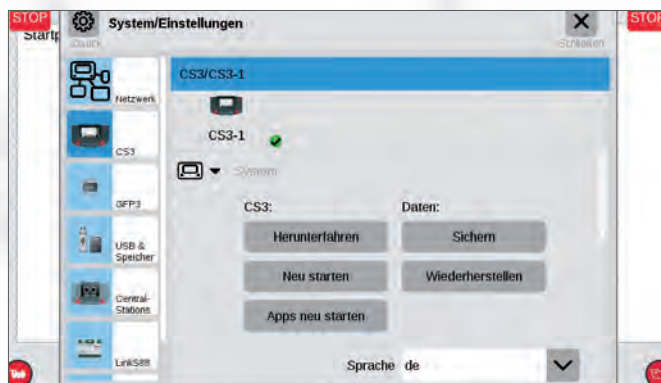 STOP
System/Einstellungen
STOP
Startp
Zurück
Schließen
Netzwerk
CS3/CS3-1
CS3-1
CS3
System
GFP3
CS3:
Daten:
Herunterfahren
Sichern
USB &
Speicher
Neu starten
Wiederherstellen
Central-
Stations
Apps neu starten
LinkS88
Sprache
de